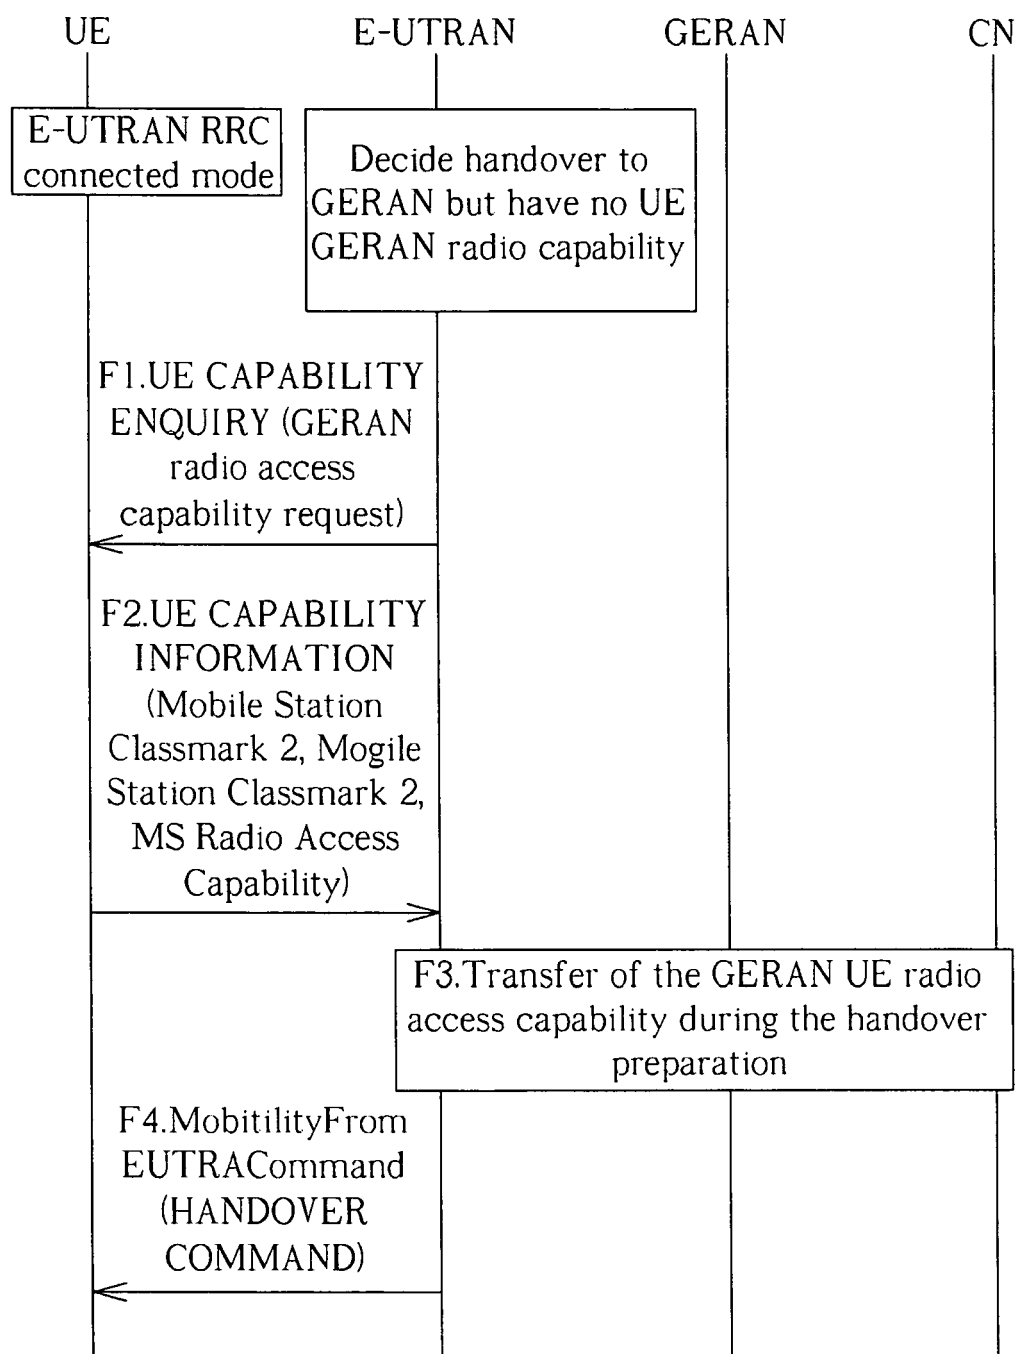 UE
E-UTRAN
GERAN
CN
E-UTRAN RRC
connected mode
Decide handover to
GERAN but have no UE
GERAN radio capability
F1.UE CAPABILITY
ENQUIRY (GERAN
radio access
capability request)
F2.UE CAPABILITY
INFORMATION
(Mobile Station
Classmark 2, Mogile
Station Classmark 2,
MS Radio Access
Capability)
F3.Transfer of the GERAN UE radio
access capability during the handover
preparation
F4.MobitilityFrom
EUTRACommand
(HANDOVER
COMMAND)